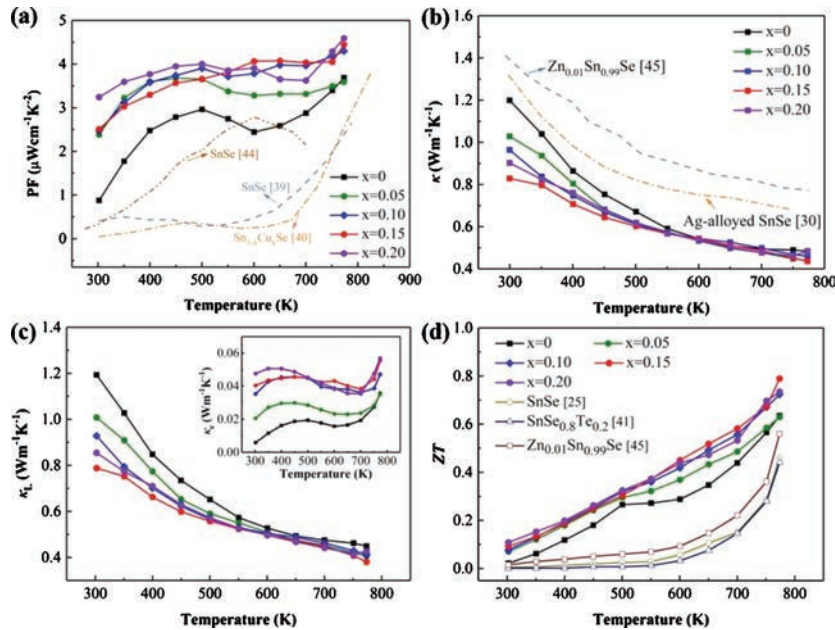 (a)
5
4
3
2
1
0
PF (μWcm⁻¹K⁻²)
SnSe [44]
SnSe [39]
Sn₁₋ₓCuₓSe [40]
x=0
x=0.05
x=0.10
x=0.15
x=0.20
300 400 500 600 700 800 900
Temperature (K)
(b)
1.6
1.4
1.2
1.0
0.8
0.6
0.4
κ (Wm⁻¹K⁻¹)
Zn₀.₀₁Sn₀.₉₉Se [45]
Ag-alloyed SnSe [30]
x=0
x=0.05
x=0.10
x=0.15
x=0.20
300 400 500 600 700 800
Temperature (K)
(c)
1.4
1.2
1.0
0.8
0.6
0.4
κL (Wm⁻¹K⁻¹)
0.06
0.04
0.02
0.0
κe (Wm⁻¹K⁻¹)
300 400 500 600 700 800
Temperature (K)
300 400 500 600 700 800
Temperature (K)
(d)
1.0
0.8
0.6
0.4
0.2
0.0
ZT
x=0 x=0.05
x=0.10 x=0.15
x=0.20
SnSe [25]
SnSe₀.₈Te₀.₂ [41]
Zn₀.₀₁Sn₀.₉₉Se [45]
300 400 500 600 700 800
Temperature (K)